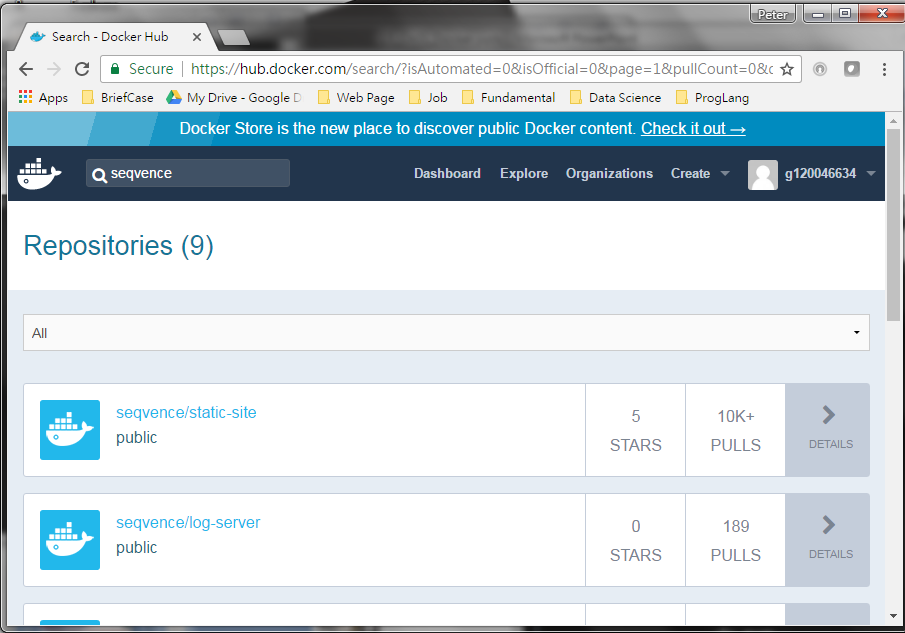 Peter
Search - Docker Hub
Secure https://hub.docker.com/search/?isAutomated=0&isOfficial=0&page=1&pullCount=0&c
Apps BriefCase My Drive - Google D Web Page Job Fundamental Data Science ProgLang
Docker Store is the new place to discover public Docker content. Check it out →
seqvence Dashboard Explore Organizations Create g120046634
Repositories (9)
All
seqvence/static-site
public
5
STARS
10K+
PULLS
DETAILS
seqvence/log-server
public
0
STARS
189
PULLS
DETAILS